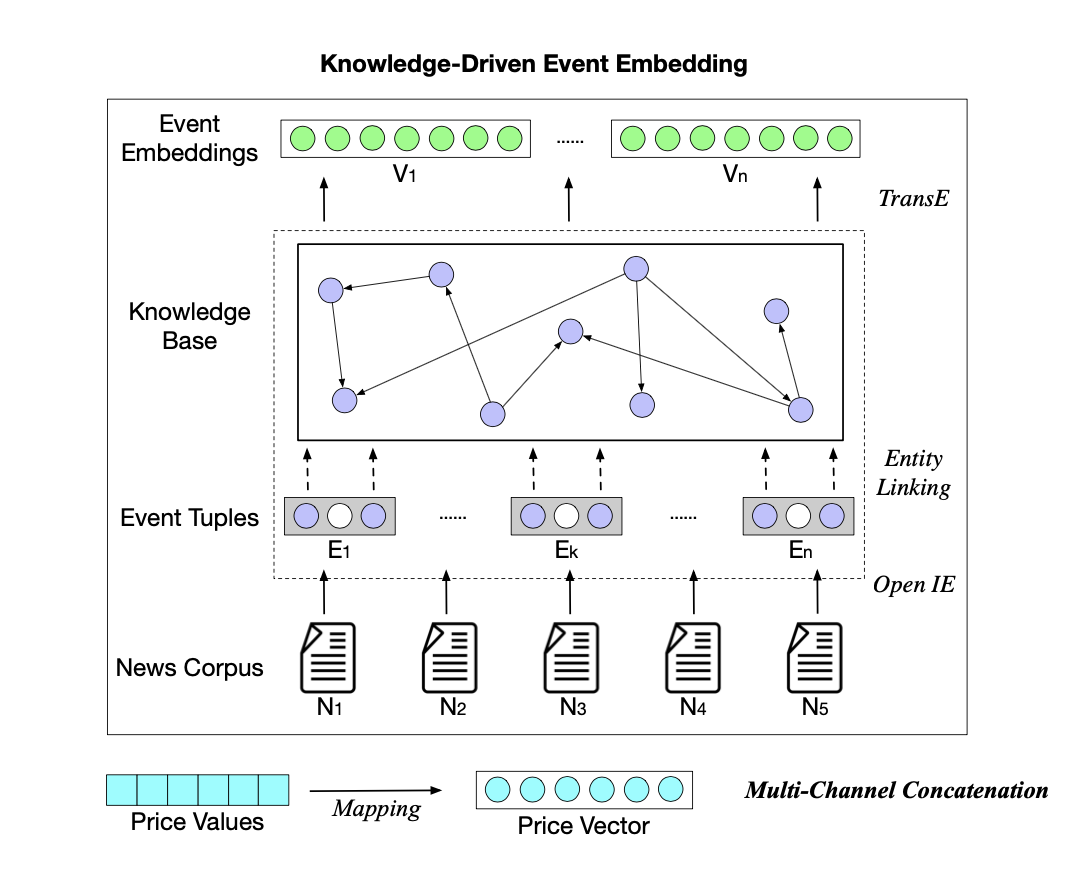 Knowledge-Driven Event Embedding
Event
Embeddings
......
V1
Vn
TransE
Knowledge
Base
Entity
Linking
Event Tuples
......
......
E1
Ek
En
Open IE
News Corpus
N1
N2
N3
N4
N5
Price Values
Mapping
Price Vector
Multi-Channel Concatenation